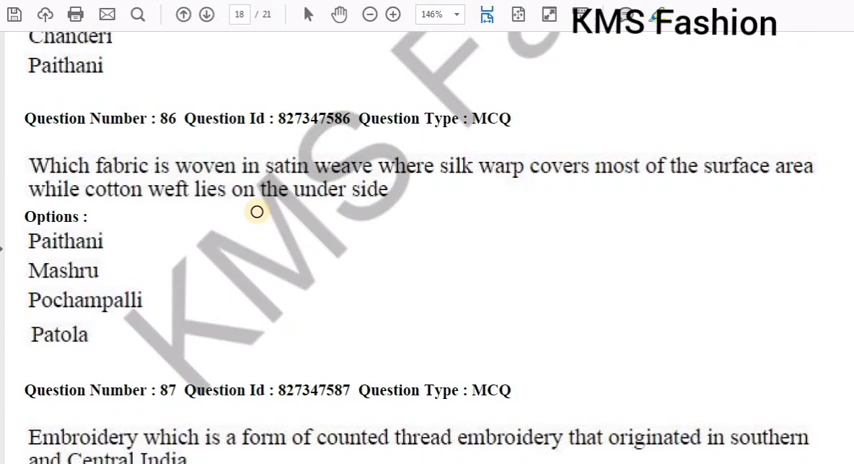 18 / 21
146%
KMS Fashion
Chanderi
Paithani
Question Number : 86 Question Id : 827347586 Question Type : MCQ
Which fabric is woven in satin weave where silk warp covers most of the surface area
while cotton weft lies on the under side
Options :
Paithani
Mashru
Pochampalli
Patola
Question Number : 87 Question Id : 827347587 Question Type : MCQ
Embroidery which is a form of counted thread embroidery that originated in southern
and Central India
KMS Fa